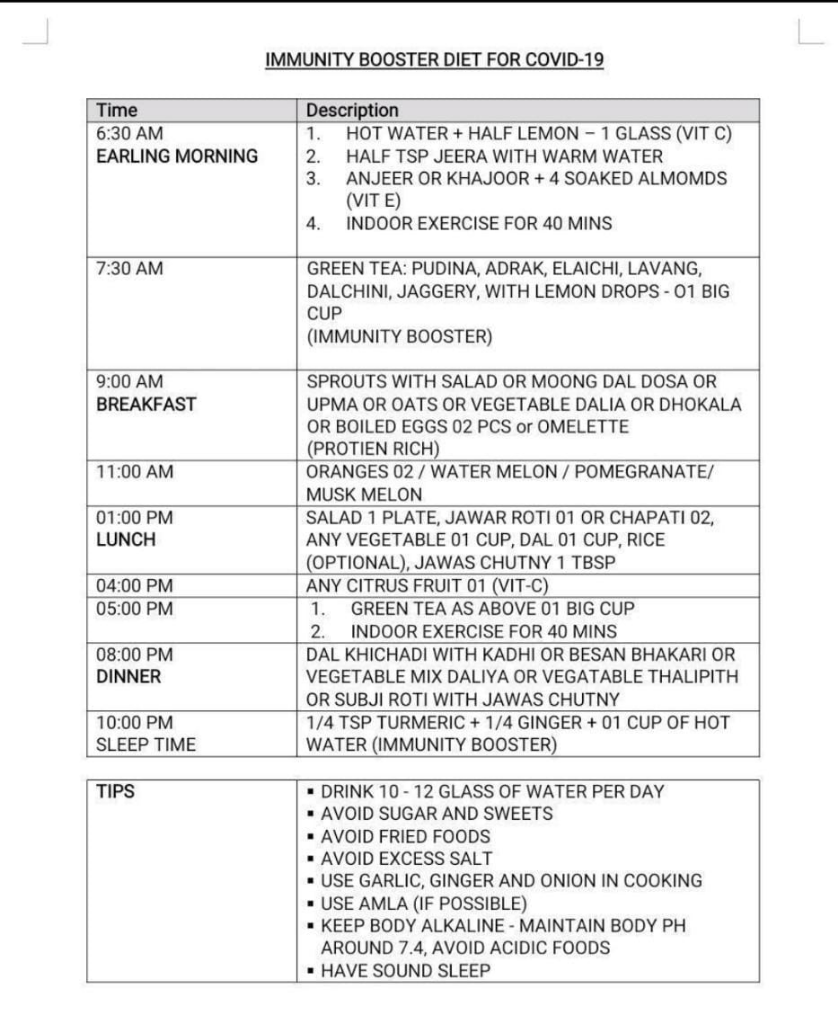 IMMUNITY BOOSTER DIET FOR COVID-19
Time Description
6:30 AM 1. HOT WATER + HALF LEMON – 1 GLASS (VIT C)
EARLING MORNING 2. HALF TSP JEERA WITH WARM WATER
3. ANJEER OR KHAJOOR + 4 SOAKED ALMOMDS
(VIT E)
4. INDOOR EXERCISE FOR 40 MINS
7:30 AM GREEN TEA: PUDINA, ADRAK, ELAICHI, LAVANG,
DALCHINI, JAGGERY, WITH LEMON DROPS - 01 BIG
CUP
(IMMUNITY BOOSTER)
9:00 AM SPROUTS WITH SALAD OR MOONG DAL DOSA OR
BREAKFAST UPMA OR OATS OR VEGETABLE DALIA OR DHOKALA
OR BOILED EGGS 02 PCS or OMELETTE
(PROTIEN RICH)
11:00 AM ORANGES 02 / WATER MELON / POMEGRANATE/
MUSK MELON
01:00 PM SALAD 1 PLATE, JAWAR ROTI 01 OR CHAPATI 02,
LUNCH ANY VEGETABLE 01 CUP, DAL 01 CUP, RICE
(OPTIONAL), JAWAS CHUTNY 1 TBSP
04:00 PM ANY CITRUS FRUIT 01 (VIT-C)
05:00 PM 1. GREEN TEA AS ABOVE 01 BIG CUP
2. INDOOR EXERCISE FOR 40 MINS
08:00 PM DAL KHICHADI WITH KADHI OR BESAN BHAKARI OR
DINNER VEGETABLE MIX DALIYA OR VEGATABLE THALIPITH
OR SUBJI ROTI WITH JAWAS CHUTNY
10:00 PM 1/4 TSP TURMERIC + 1/4 GINGER + 01 CUP OF HOT
SLEEP TIME WATER (IMMUNITY BOOSTER)
TIPS ▪ DRINK 10 - 12 GLASS OF WATER PER DAY
▪ AVOID SUGAR AND SWEETS
▪ AVOID FRIED FOODS
▪ AVOID EXCESS SALT
▪ USE GARLIC, GINGER AND ONION IN COOKING
▪ USE AMLA (IF POSSIBLE)
▪ KEEP BODY ALKALINE - MAINTAIN BODY PH
AROUND 7.4, AVOID ACIDIC FOODS
▪ HAVE SOUND SLEEP